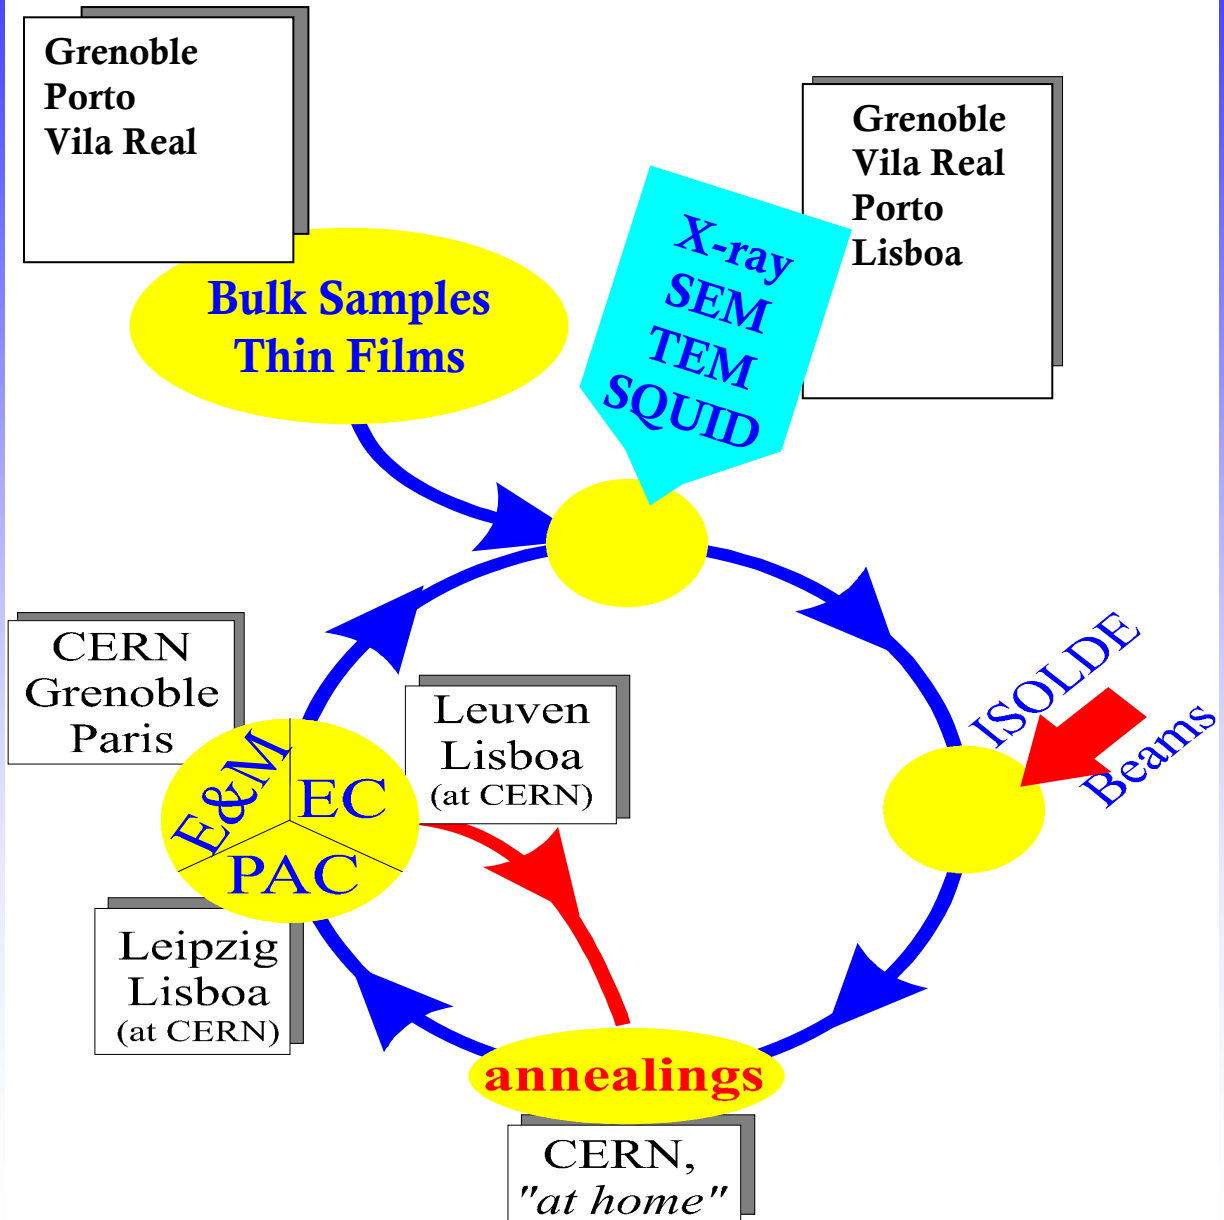 Grenoble
Porto
Vila Real
Grenoble
Vila Real
Porto
Lisboa
X-ray
SEM
TEM
SQUID
Bulk Samples
Thin Films
ISOLDE
Beams
CERN
Grenoble
Paris
Leuven
Lisboa
(at CERN)
E&M
EC
PAC
Leipzig
Lisboa
(at CERN)
annealings
CERN,
"at home"